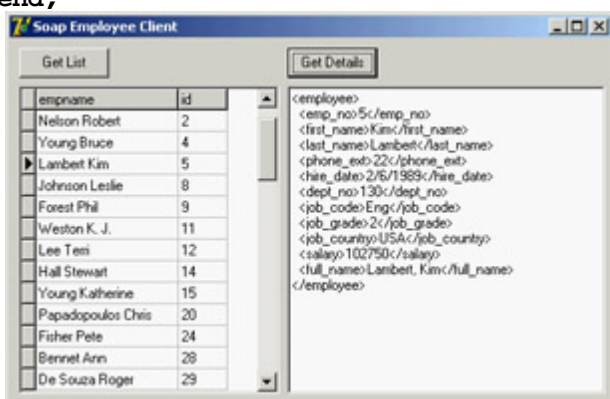 end;
Soap Employee Client
Get List
Get Details
empname id
Nelson Robert 2
Young Bruce 4
Lambert Kim 5
Johnson Leslie 8
Forest Phil 9
Weston K. J. 11
Lee Terri 12
Hall Stewart 14
Young Katherine 15
Papadopoulos Chris 20
Fisher Pete 24
Bennet Ann 28
De Souza Roger 29
<employee>
<emp_no>5</emp_no>
<first_name>Kim</first_name>
<last_name>Lambert</last_name>
<phone_ext>22</phone_ext>
<hire_date>2/6/1989</hire_date>
<dept_no>130</dept_no>
<job_code>Eng</job_code>
<job_grade>2</job_grade>
<job_country>USA</job_country>
<salary>102750</salary>
<full_name>Lambert, Kim</full_name>
</employee>